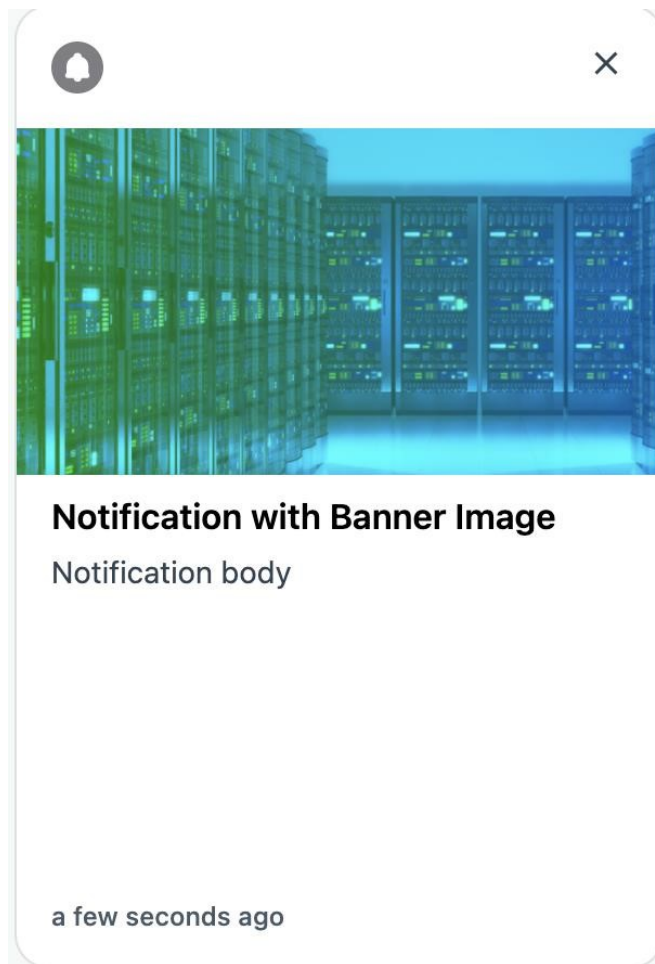 Notification with Banner Image
Notification body
a few seconds ago